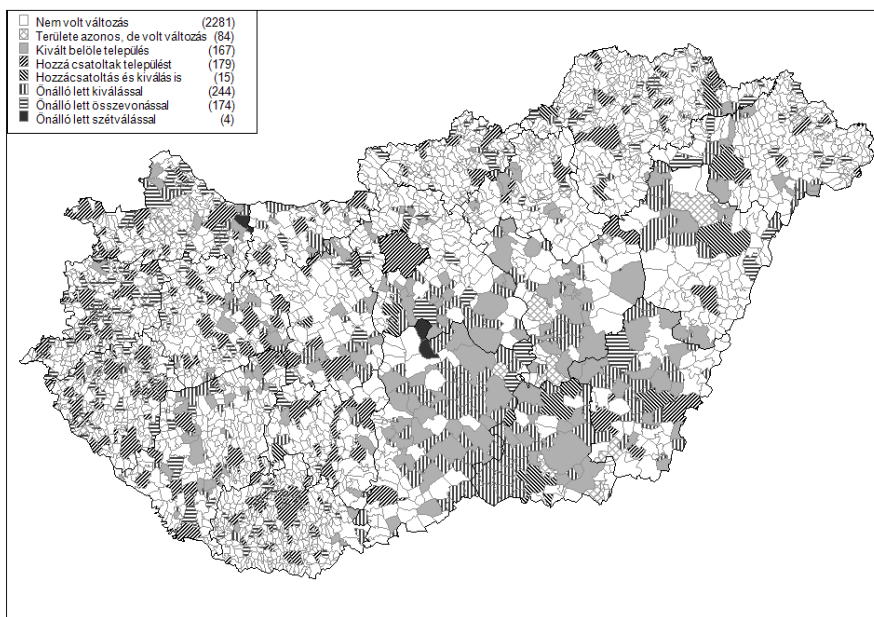 Nem volt változás (2281)
Területe azonos, de volt változás (84)
Kivált belőle település (167)
Hozzá csatoltak települést (179)
Hozzácsatoltás és kiválás is (15)
Önálló lett kiválással (244)
Önálló lett összevonással (174)
Önálló lett szétválással (4)